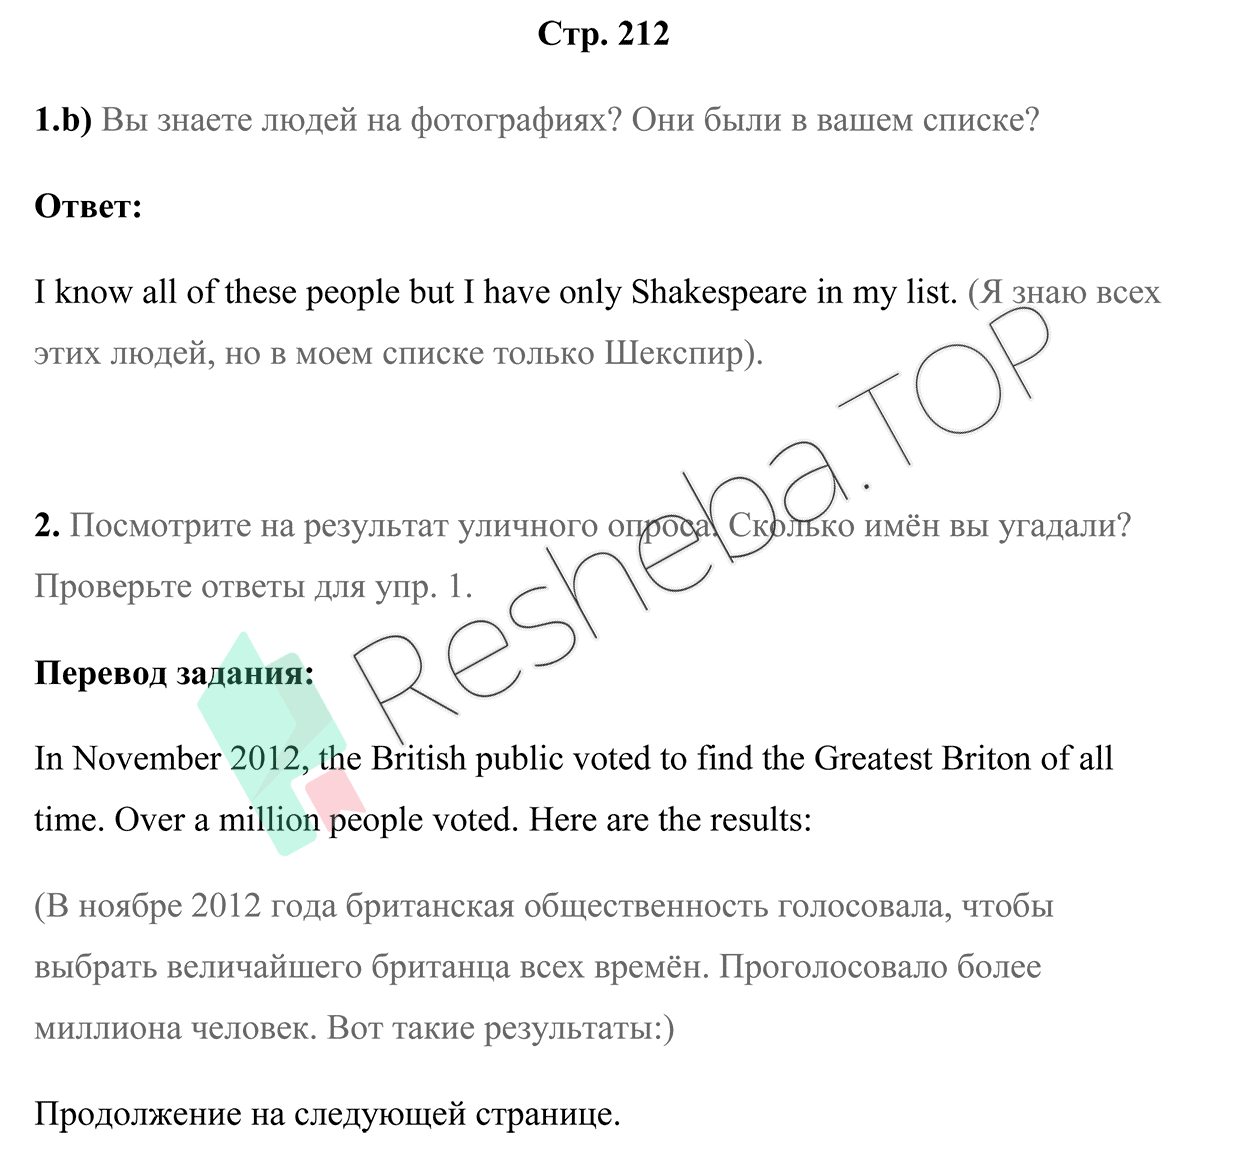 Стр. 212
1.b) Вы знаете людей на фотографиях? Они были в вашем списке?
Ответ:
I know all of these people but I have only Shakespeare in my list. (Я знаю всех
этих людей, но в моем списке только Шекспир).
2. Посмотрите на результат уличного опроса. Сколько имён вы угадали?
Проверьте ответы для упр. 1.
Перевод задания:
In November 2012, the British public voted to find the Greatest Briton of all
time. Over a million people voted. Here are the results:
(В ноябре 2012 года британская общественность голосовала, чтобы
выбрать величайшего британца всех времён. Проголосовало более
миллиона человек. Вот такие результаты:)
Продолжение на следующей странице.
Resheba.TOP